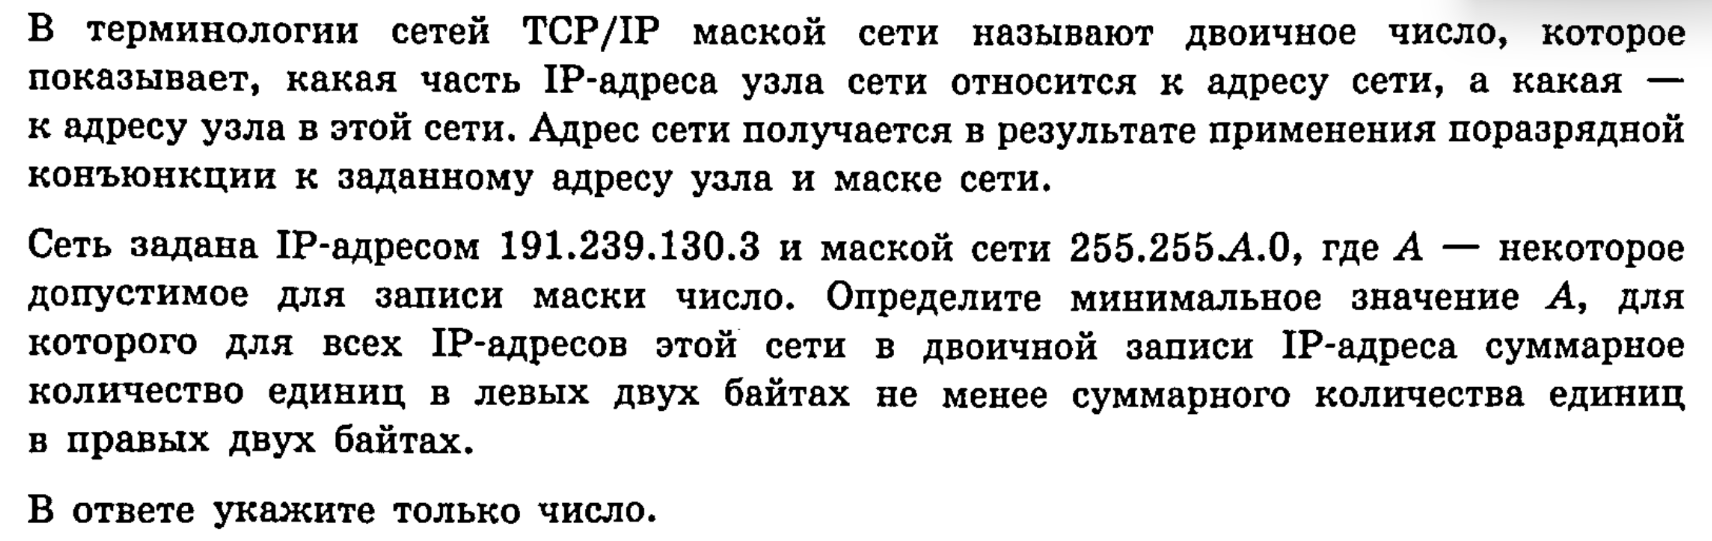 В терминологии сетей TCP/IP маской сети называют двоичное число, которое
показывает, какая часть IP-адреса узла сети относится к адресу сети, а какая —
к адресу узла в этой сети. Адрес сети получается в результате применения поразрядной
конъюнкции к заданному адресу узла и маске сети.
Сеть задана IP-адресом 191.239.130.3 и маской сети 255.255.A.0, где A — некоторое
допустимое для записи маски число. Определите минимальное значение A, для
которого для всех IP-адресов этой сети в двоичной записи IP-адреса суммарное
количество единиц в левых двух байтах не менее суммарного количества единиц
в правых двух байтах.
В ответе укажите только число.